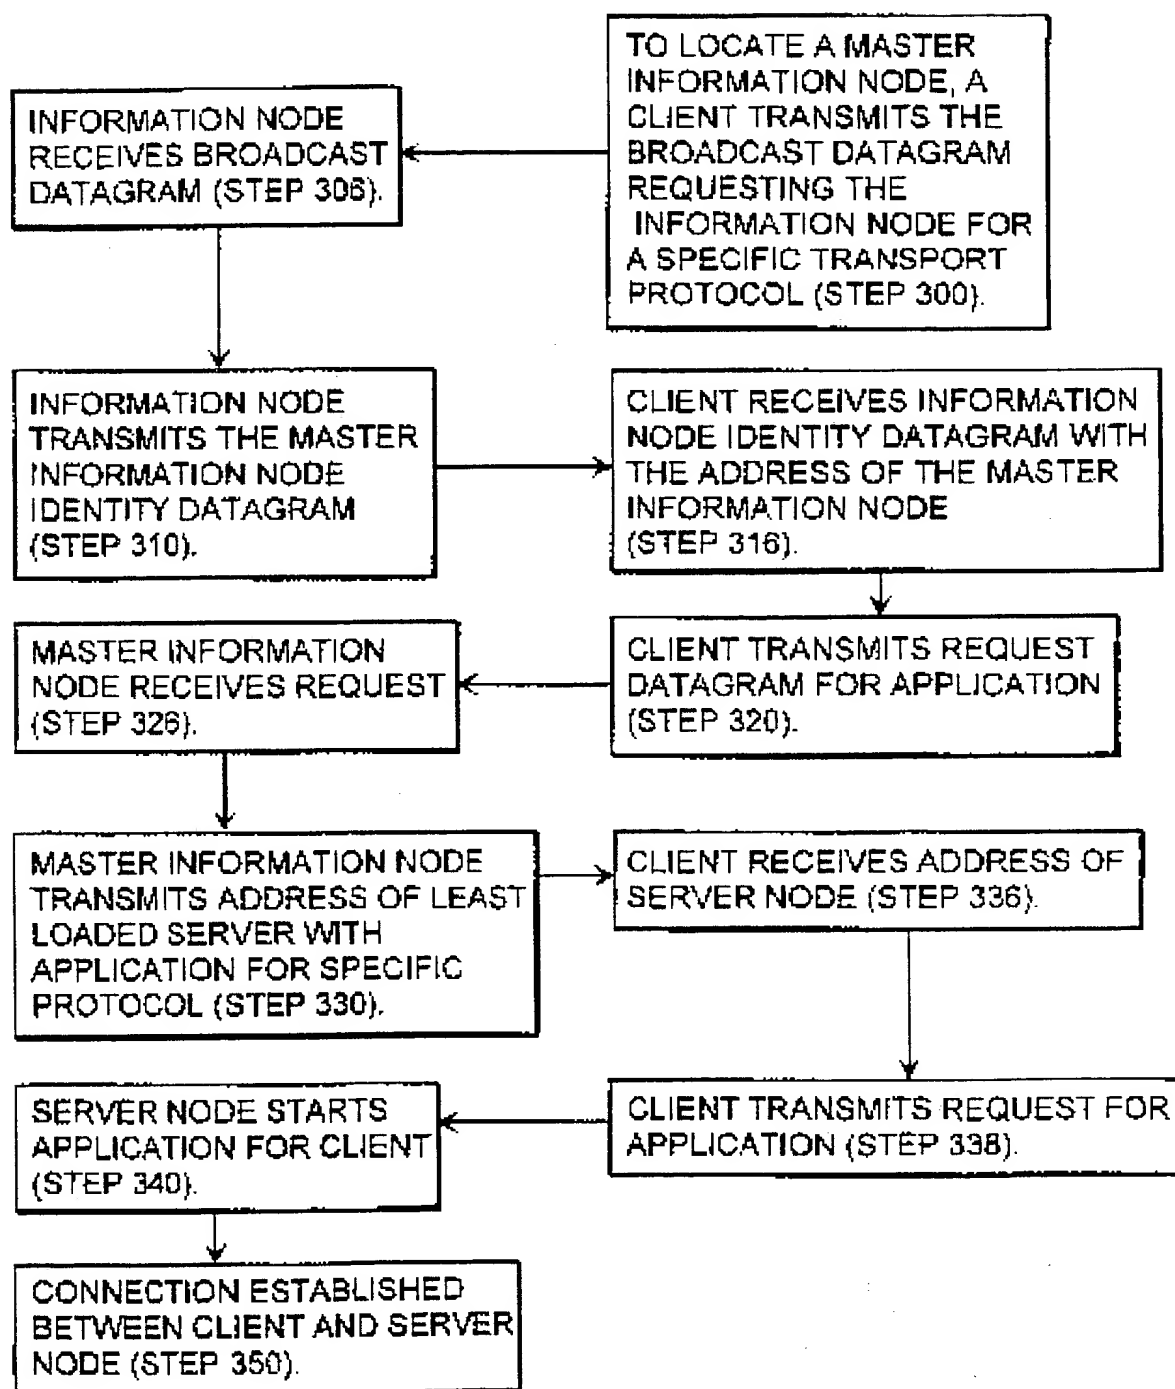 TO LOCATE A MASTER
INFORMATION NODE, A
CLIENT TRANSMITS THE
BROADCAST DATAGRAM
REQUESTING THE
INFORMATION NODE FOR
A SPECIFIC TRANSPORT
PROTOCOL (STEP 300).
INFORMATION NODE
RECEIVES BROADCAST
DATAGRAM (STEP 306).
INFORMATION NODE
TRANSMITS THE MASTER
INFORMATION NODE
IDENTITY DATAGRAM
(STEP 310).
CLIENT RECEIVES INFORMATION
NODE IDENTITY DATAGRAM WITH
THE ADDRESS OF THE MASTER
INFORMATION NODE
(STEP 316).
CLIENT TRANSMITS REQUEST
DATAGRAM FOR APPLICATION
(STEP 320).
MASTER INFORMATION
NODE RECEIVES REQUEST
(STEP 326).
MASTER INFORMATION NODE
TRANSMITS ADDRESS OF LEAST
LOADED SERVER WITH
APPLICATION FOR SPECIFIC
PROTOCOL (STEP 330).
CLIENT RECEIVES ADDRESS OF
SERVER NODE (STEP 336).
CLIENT TRANSMITS REQUEST FOR
APPLICATION (STEP 338).
SERVER NODE STARTS
APPLICATION FOR CLIENT
(STEP 340).
CONNECTION ESTABLISHED
BETWEEN CLIENT AND SERVER
NODE (STEP 350).